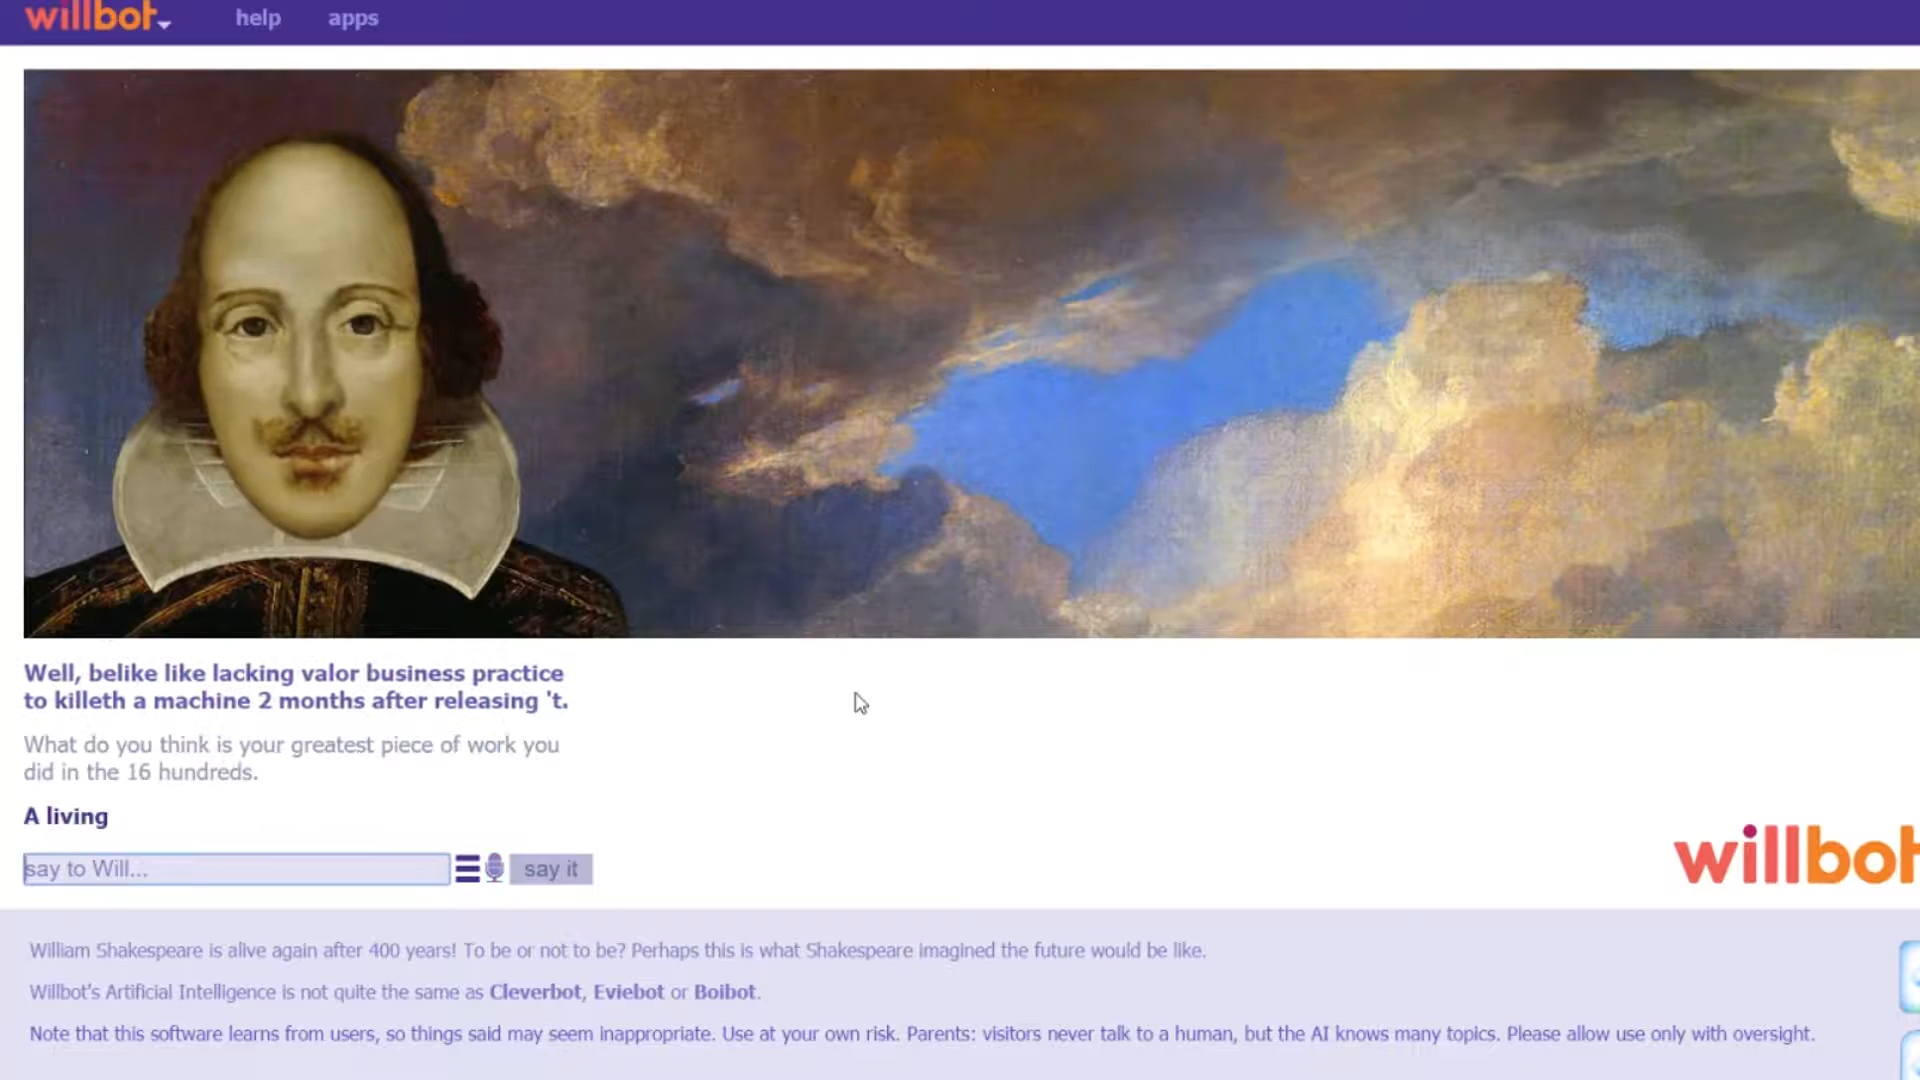 willbot
help
apps
Well, belike like lacking valor business practice
to killeth a machine 2 months after releasing 't.
What do you think is your greatest piece of work you
did in the 16 hundreds.
A living
say to Will...
say it
willbot
William Shakespeare is alive again after 400 years! To be or not to be? Perhaps this is what Shakespeare imagined the future would be like.
Willbot's Artificial Intelligence is not quite the same as Cleverbot, Eviebot or Boibot.
Note that this software learns from users, so things said may seem inappropriate. Use at your own risk. Parents: visitors never talk to a human, but the AI knows many topics. Please allow use only with oversight.